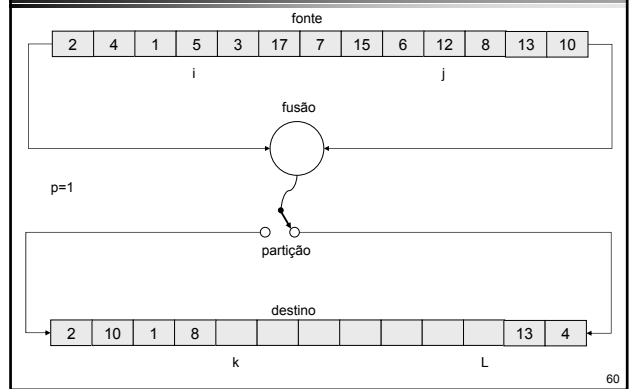 fonte
2 4 1 5 3 17 7 15 6 12 8 13 10
i j
fusão
p=1
partição
destino
2 10 1 8 13 4
k L
60